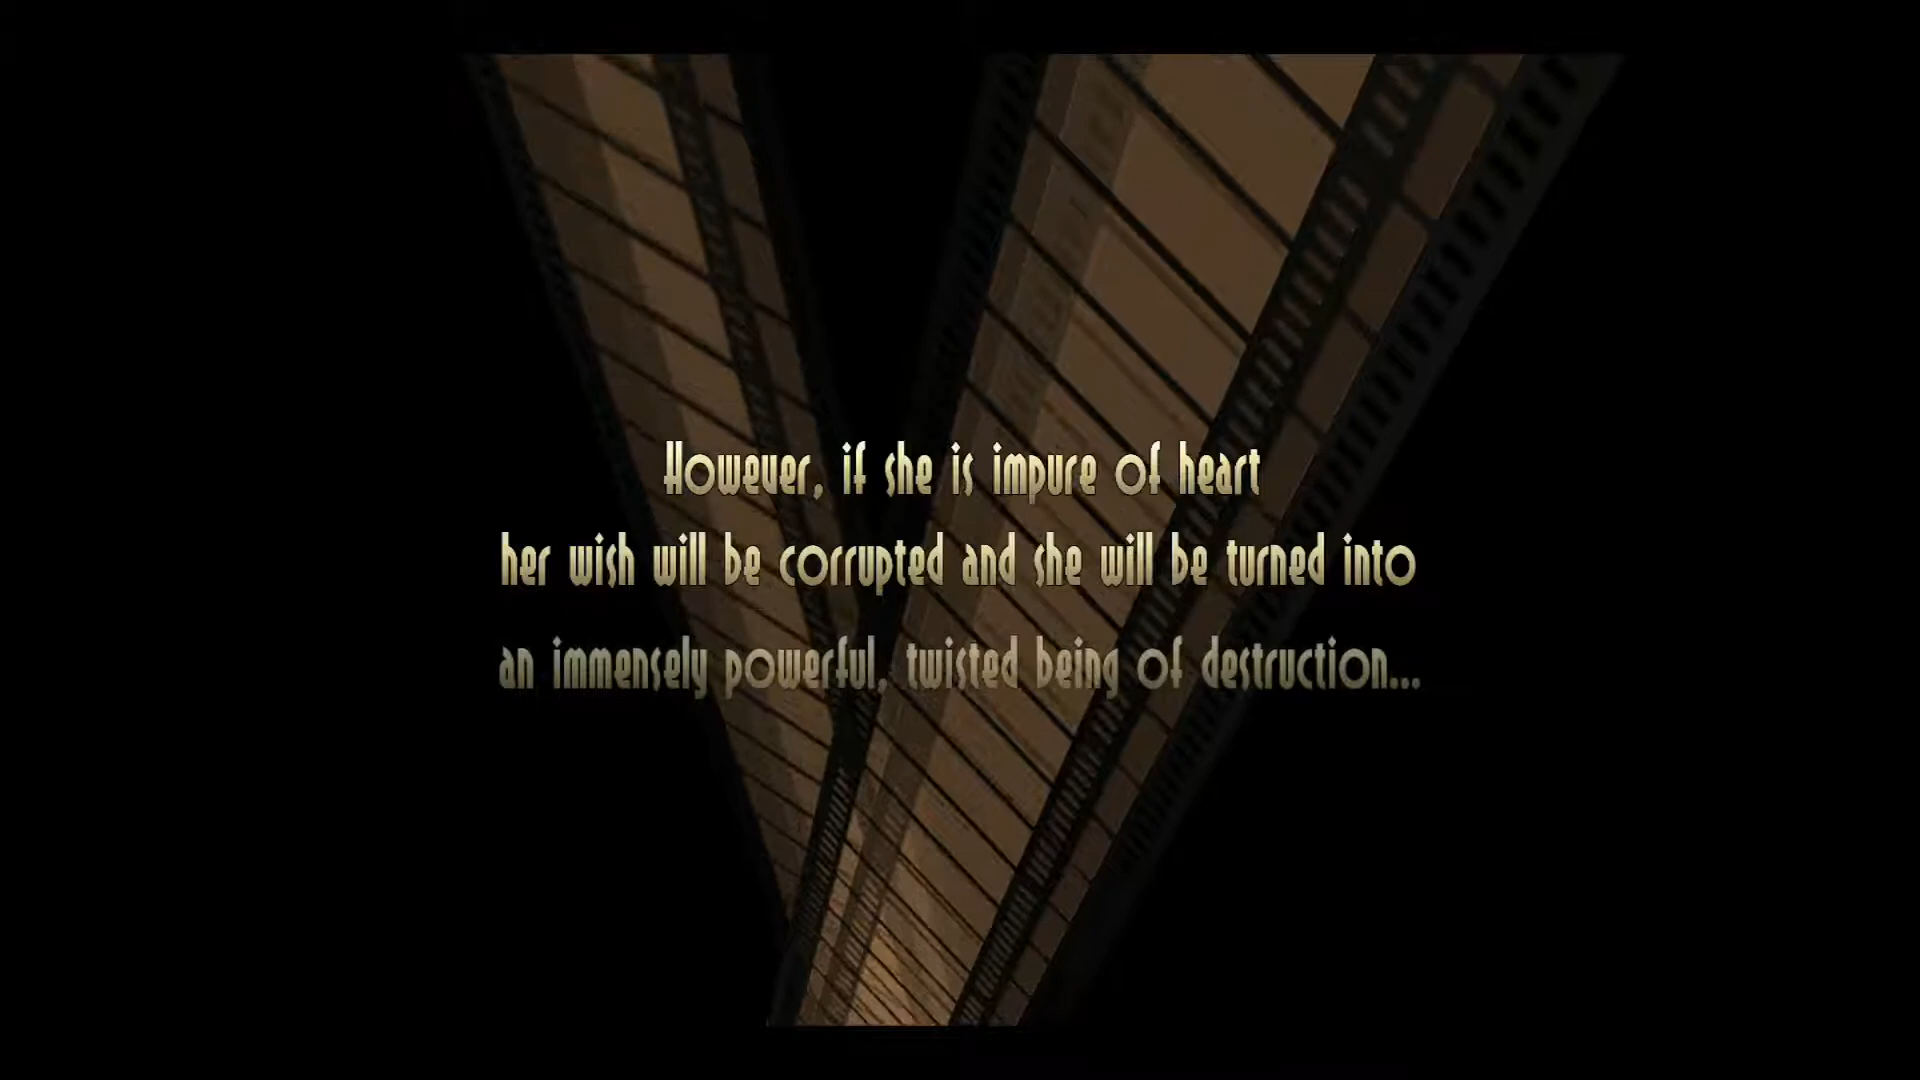 However, if she is impure of heart
her wish will be corrupted and she will be turned into
an immensely powerful, twisted being of destruction...